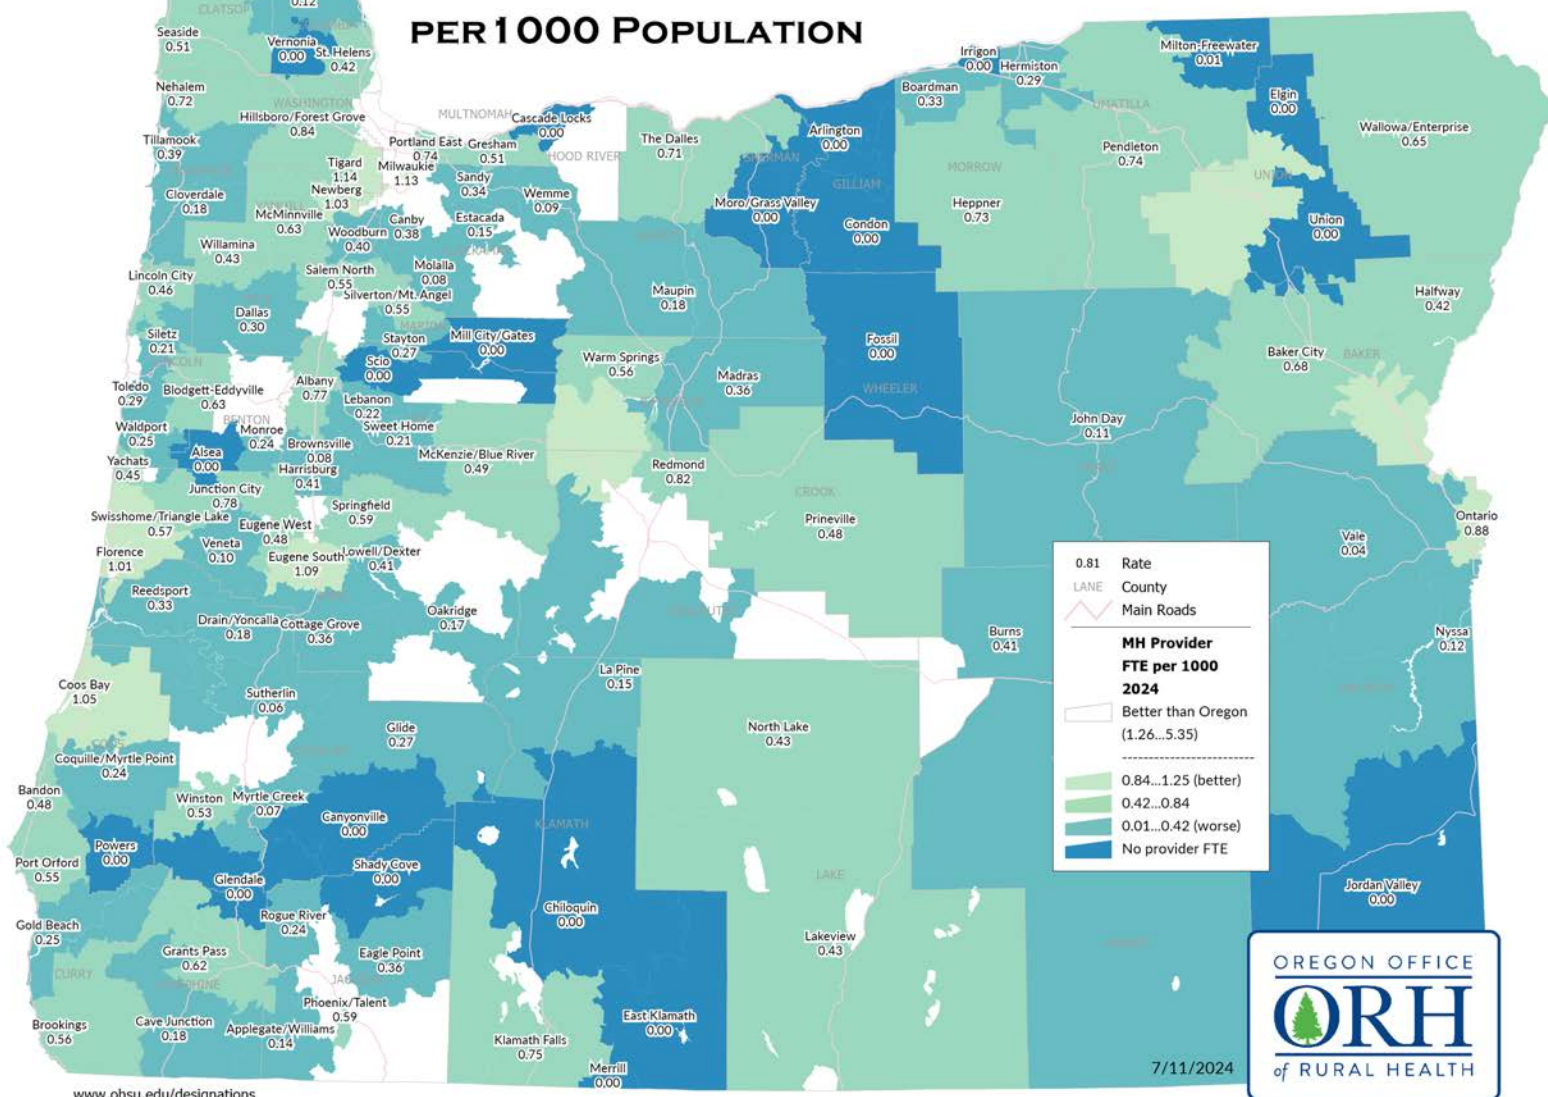 0.12
CLATSOP
PER 1000 POPULATION
Seaside
0.51
Vernonia
0.00
St. Helens
0.42
Nehalem
0.72
WASHINGTON
Hillsboro/Forest Grove
0.84
MULTNOMAH
Cascade Locks
0.00
HOOD RIVER
The Dalles
0.71
SHERMAN
Arlington
0.00
GILLIAM
Boardman
0.33
Irrigon
0.00
Hermiston
0.29
UMATILLA
Milton-Freewater
0.01
Elgin
0.00
Wallowa/Enterprise
0.65
Pendleton
0.74
MORROW
Heppner
0.73
UNION
Union
0.00
Tillamook
0.39
Portland East
0.74
Gresham
0.51
Tigard
1.14
Milwaukie
1.13
Sandy
0.34
Wemme
0.09
Newberg
1.03
Cloverdale
0.18
YAMHILL
McMinnville
0.63
Canby
0.38
Estacada
0.15
Woodburn
0.40
Moro/Grass Valley
0.00
Condon
0.00
Willamina
0.43
Molalla
0.08
Salem North
0.55
Silverton/Mt. Angel
0.55
Lincoln City
0.46
Dallas
0.30
MARION
Maupin
0.18
Halfway
0.42
Siletz
0.21
LINCOLN
Stayton
0.27
Mill City/Gates
0.00
Scio
0.00
Warm Springs
0.56
Madras
0.36
Fossil
0.00
WHEELER
Baker City
0.68
BAKER
Toledo
0.29
Blodgett-Eddyville
0.63
Albany
0.77
Lebanon
0.22
Sweet Home
0.21
BENTON
Monroe
0.24
Waldport
0.25
Alsea
0.00
Brownsville
0.08
John Day
0.11
Yachats
0.45
Harrisburg
0.41
McKenzie/Blue River
0.49
Redmond
0.82
CROOK
Junction City
0.78
Springfield
0.59
Swisshome/Triangle Lake
0.57
Eugene West
0.48
Prineville
0.48
Ontario
0.88
Vale
0.04
Veneta
0.10
Florence
1.01
Eugene South
1.09
Lowell/Dexter
0.41
Reedsport
0.33
Drain/Yoncalla
0.18
Cottage Grove
0.36
Oakridge
0.17
Burns
0.41
Nyssa
0.12
0.81 Rate
LANE County
Main Roads
MH Provider
FTE per 1000
2024
Better than Oregon
(1.26...5.35)
0.84...1.25 (better)
0.42...0.84
0.01...0.42 (worse)
No provider FTE
Coos Bay
1.05
Sutherlin
0.06
La Pine
0.15
North Lake
0.43
Glide
0.27
COOS
Coquille/Myrtle Point
0.24
Bandon
0.48
Winston
0.53
Myrtle Creek
0.07
Canyonville
0.00
KLAMATH
Powers
0.00
Port Orford
0.55
Glendale
0.00
Shady Cove
0.00
LAKE
Jordan Valley
0.00
Chiloquin
0.00
Gold Beach
0.25
Rogue River
0.24
Lakeview
0.43
Grants Pass
0.62
Eagle Point
0.36
CURRY
JOSEPHINE
Phoenix/Talent
0.59
Brookings
0.56
Cave Junction
0.18
Applegate/Williams
0.14
Klamath Falls
0.75
East Klamath
0.00
Merrill
0.00
7/11/2024
OREGON OFFICE
ORH
of RURAL HEALTH
www.ohsu.edu/designations